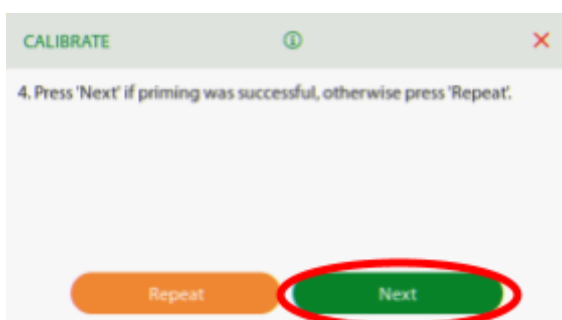 CALIBRATE
4. Press 'Next' if priming was successful, otherwise press 'Repeat'.
Repeat Next